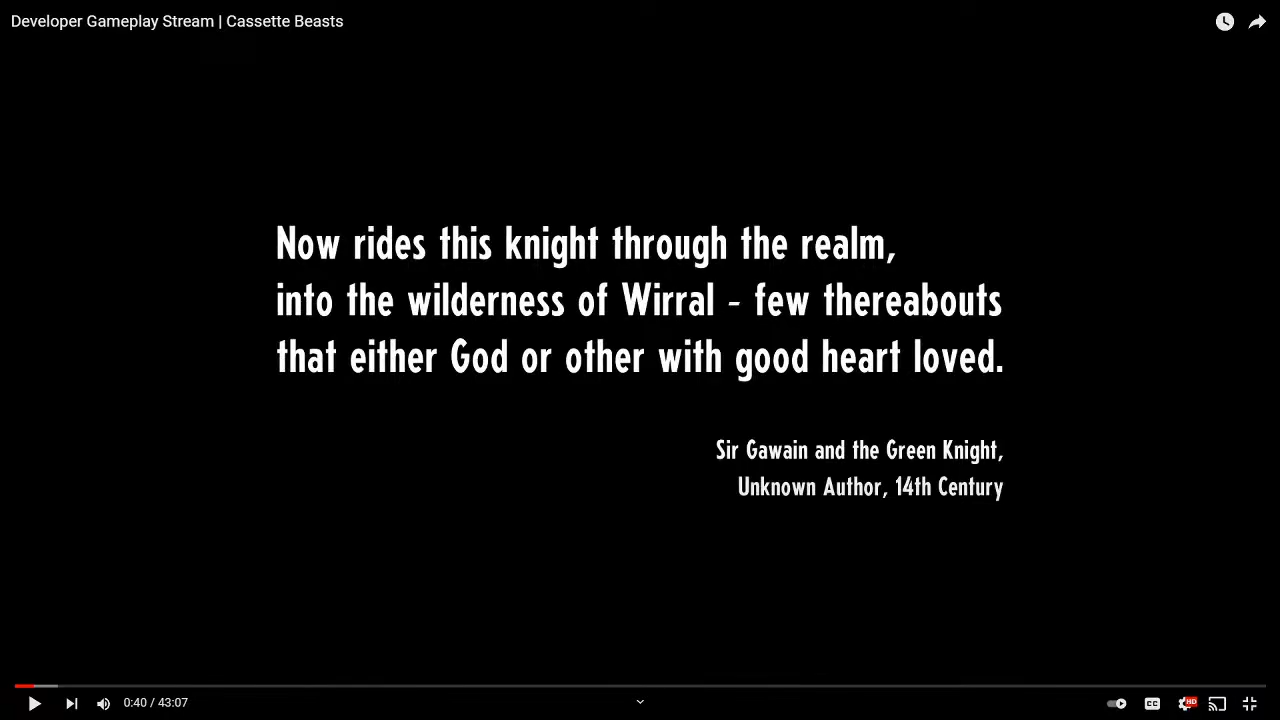 Developer Gameplay Stream | Cassette Beasts
Now rides this knight through the realm,
into the wilderness of Wirral - few thereabouts
that either God or other with good heart loved.
Sir Gawain and the Green Knight,
Unknown Author, 14th Century
0:40 / 43:07
CC
HD